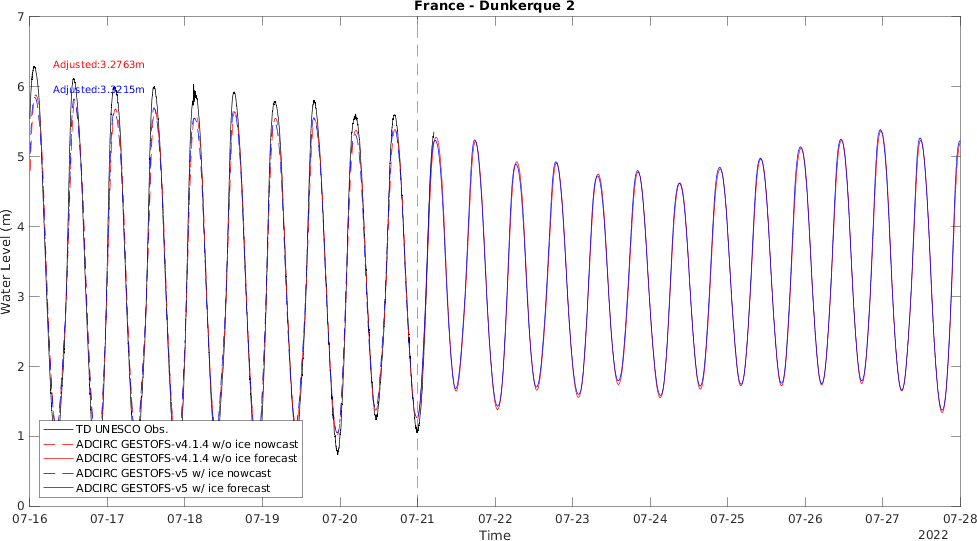 France - Dunkerque 2
7
6
5
4
3
2
1
0
Water Level (m)
Adjusted:3.2763m
Adjusted:3.3215m
TD UNESCO Obs.
ADCIRC GESTOFS-v4.1.4 w/o ice nowcast
ADCIRC GESTOFS-v4.1.4 w/o ice forecast
ADCIRC GESTOFS-v5 w/ ice nowcast
ADCIRC GESTOFS-v5 w/ ice forecast
07-16 07-17 07-18 07-19 07-20 07-21 07-22 07-23 07-24 07-25 07-26 07-27 07-28
Time
2022